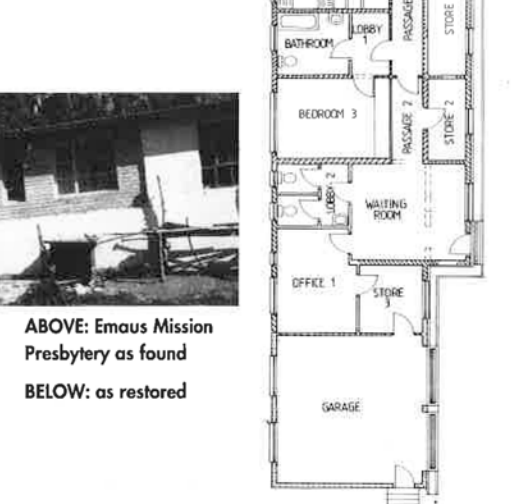 BATHROOM
LOBBY
1
PASSAGE
STORE
BEDROOM 3
PASSAGE 2
STORE 2
LOBBY 2
WAITING
ROOM
OFFICE 1
STORE
3
GARAGE
ABOVE: Emaus Mission
Presbytery as found
BELOW: as restored